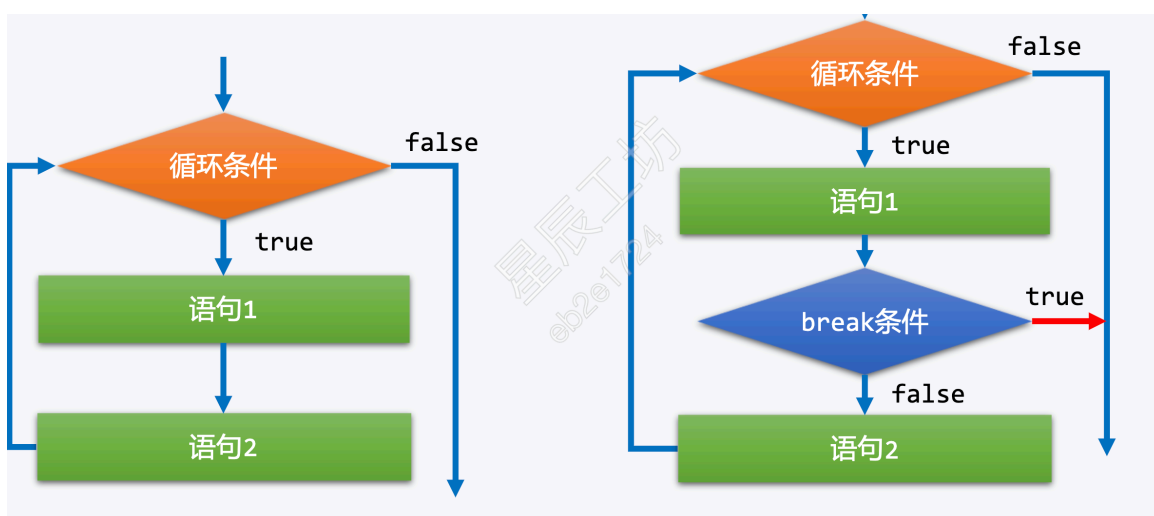 循环条件
false
true
语句1
语句2
循环条件
false
true
语句1
break条件
true
false
语句2
星辰工坊
eb2e1724